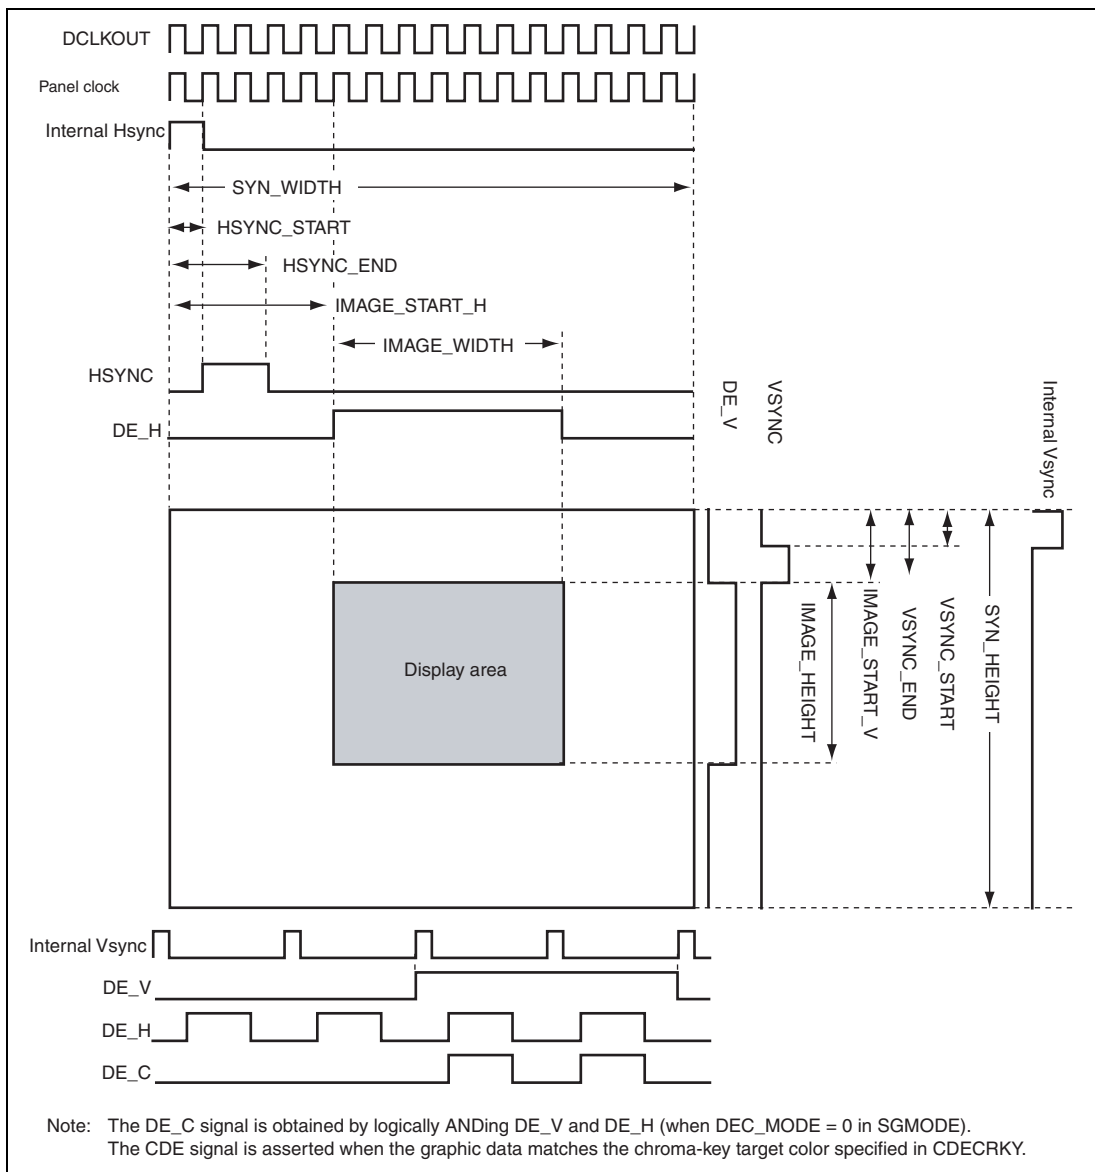 DCLKOUT
Panel clock
Internal Hsync
SYN_WIDTH
HSYNC_START
HSYNC_END
IMAGE_START_H
IMAGE_WIDTH
HSYNC
DE_H
DE_V
VSYNC
Internal Vsync
Display area
IMAGE_HEIGHT
IMAGE_START_V
VSYNC_END
VSYNC_START
SYN_HEIGHT
Internal Vsync
DE_V
DE_H
DE_C
Note: The DE_C signal is obtained by logically ANDing DE_V and DE_H (when DEC_MODE = 0 in SGMODE).
The CDE signal is asserted when the graphic data matches the chroma-key target color specified in CDECRKY.